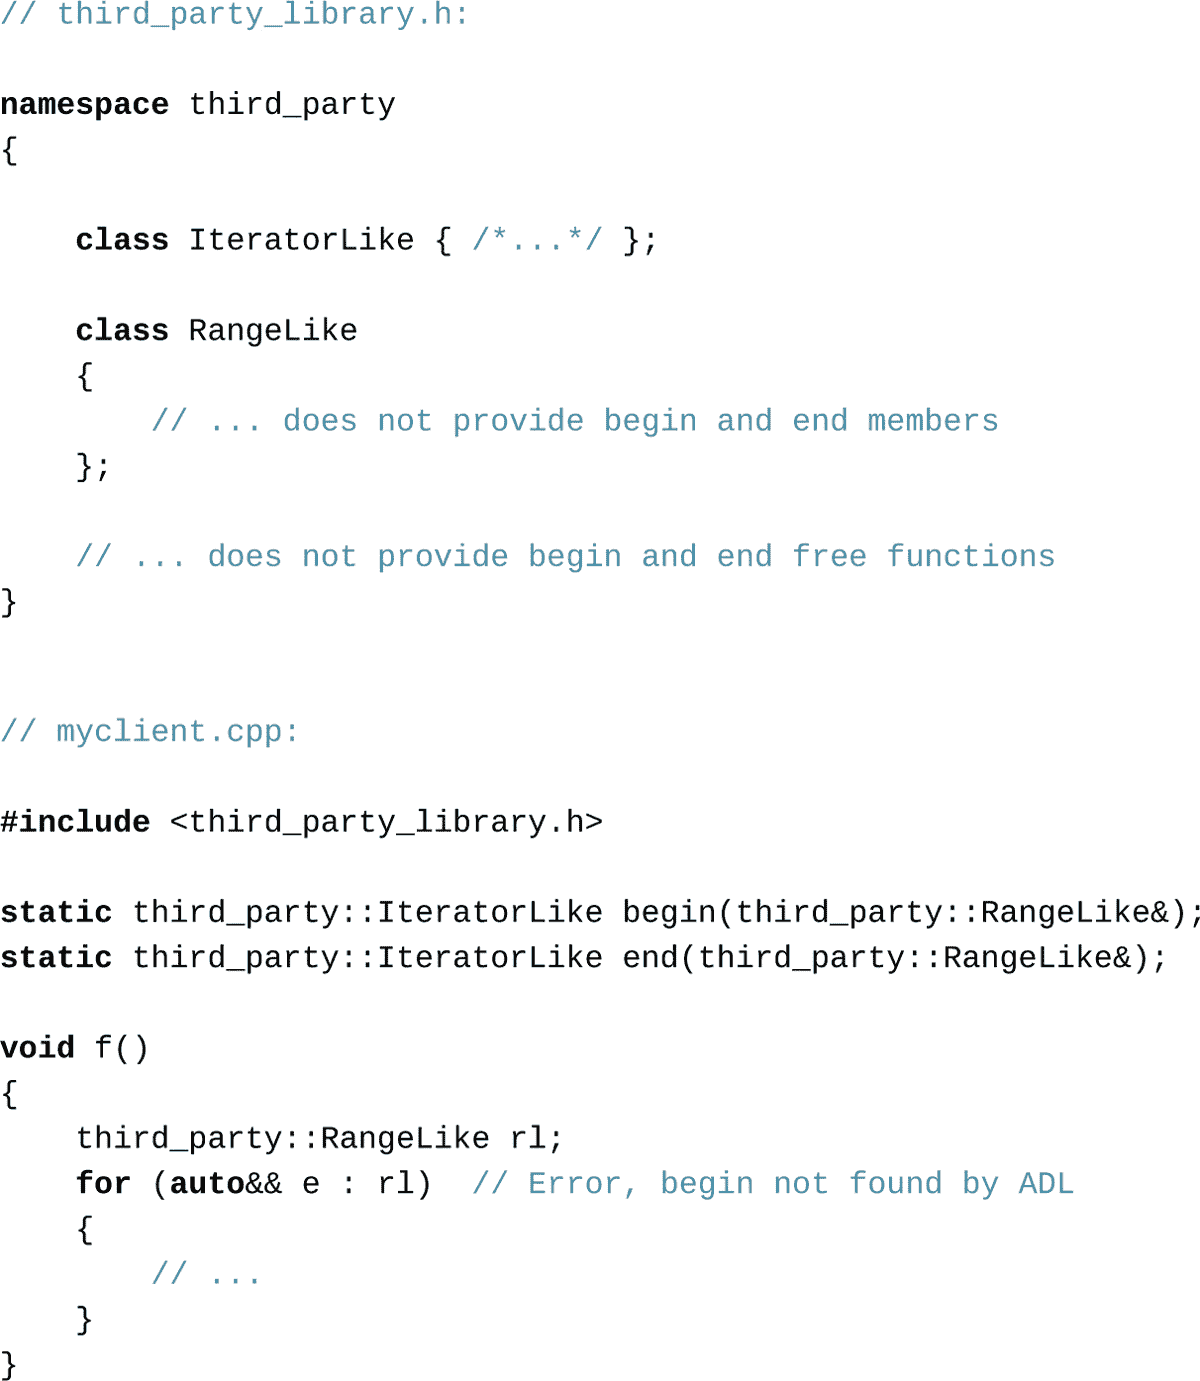 // third_party_library.h:
namespace third_party
{
    class IteratorLike { /*...*/ };
    class RangeLike
    {
        // ... does not provide begin and end members
    };
    // ... does not provide begin and end free functions
}
// myclient.cpp:
#include <third_party_library.h>
static third_party::IteratorLike begin(third_party::RangeLike&);
static third_party::IteratorLike end(third_party::RangeLike&);
void f()
{
    third_party::RangeLike rl;
    for (auto&& e : rl)  // Error, begin not found by ADL
    {
        // ...
    }
}